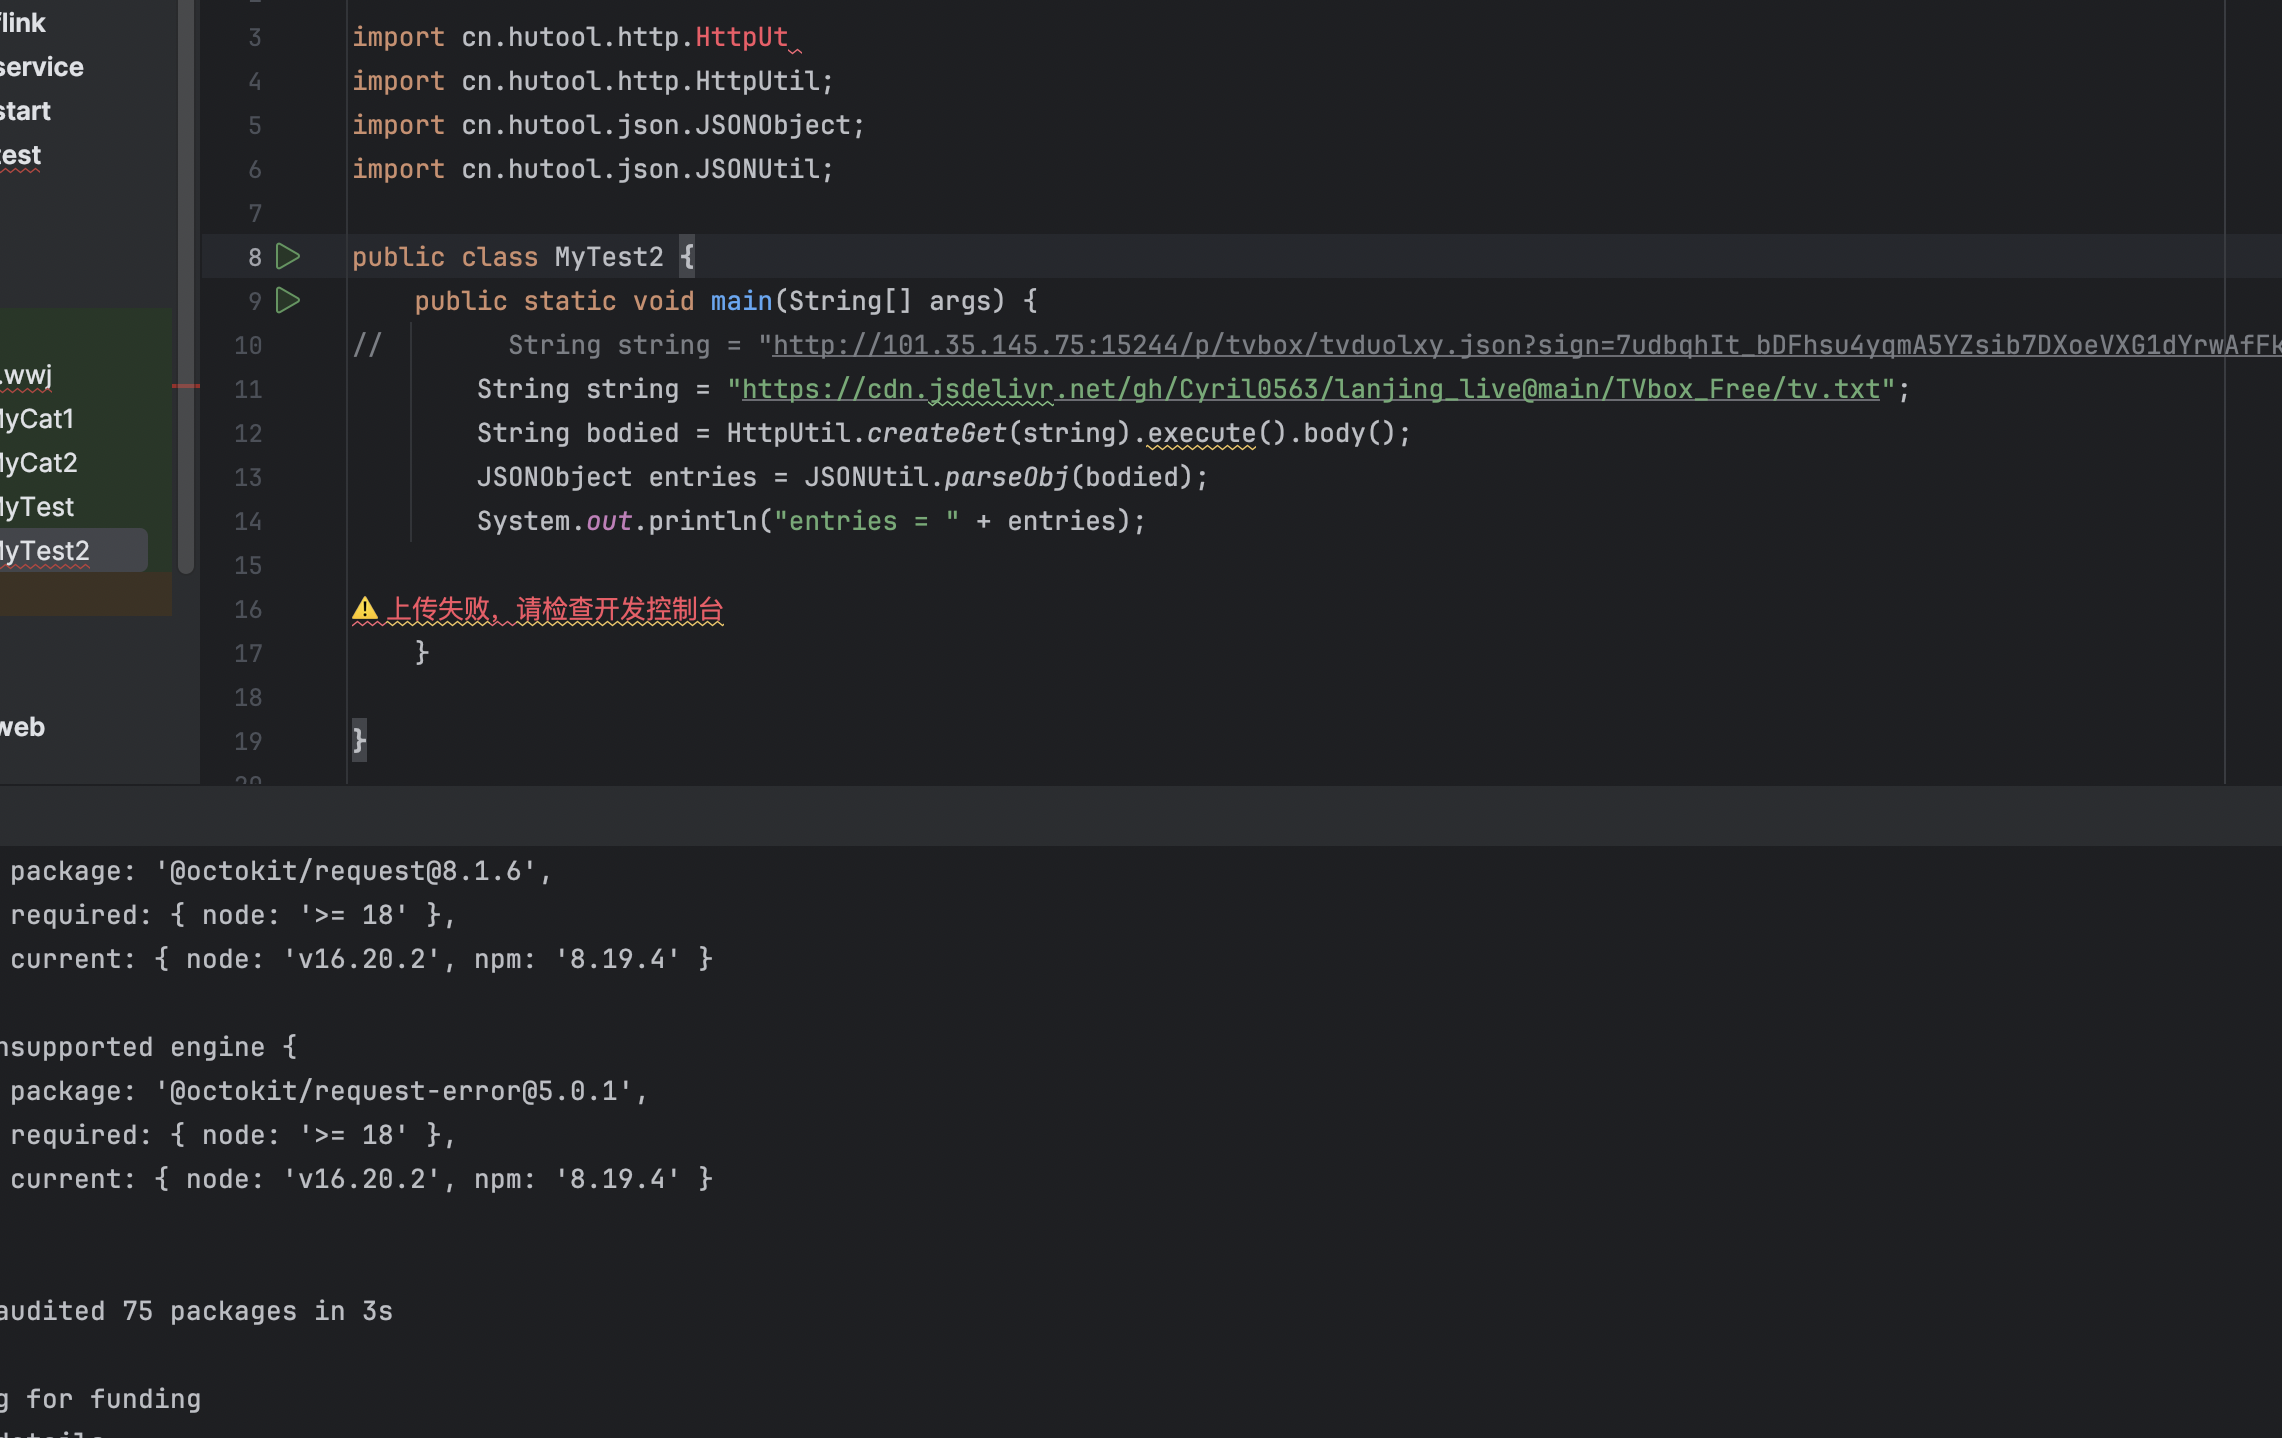 link
service
start
test
.wwj
MyCat1
MyCat2
MyTest
MyTest2
web
3 import cn.hutool.http.HttpUt
4 import cn.hutool.http.HttpUtil;
5 import cn.hutool.json.JSONObject;
6 import cn.hutool.json.JSONUtil;
7
8 public class MyTest2 {
9 public static void main(String[] args) {
10 // String string = "http://101.35.145.75:15244/p/tvbox/tvduolxy.json?sign=7udbqhIt_bDFhsu4yqmA5YZsib7DXoeVXG1dYrwAfFk
11 String string = "https://cdn.jsdelivr.net/gh/Cyril0563/lanjing_live@main/TVbox_Free/tv.txt";
12 String bodied = HttpUtil.createGet(string).execute().body();
13 JSONObject entries = JSONUtil.parseObj(bodied);
14 System.out.println("entries = " + entries);
15
16 ⚠️上传失败，请检查开发控制台
17 }
18
19 }
20
package: '@octokit/request@8.1.6',
required: { node: '>= 18' },
current: { node: 'v16.20.2', npm: '8.19.4' }
nsupported engine {
package: '@octokit/request-error@5.0.1',
required: { node: '>= 18' },
current: { node: 'v16.20.2', npm: '8.19.4' }
audited 75 packages in 3s
g for funding
details